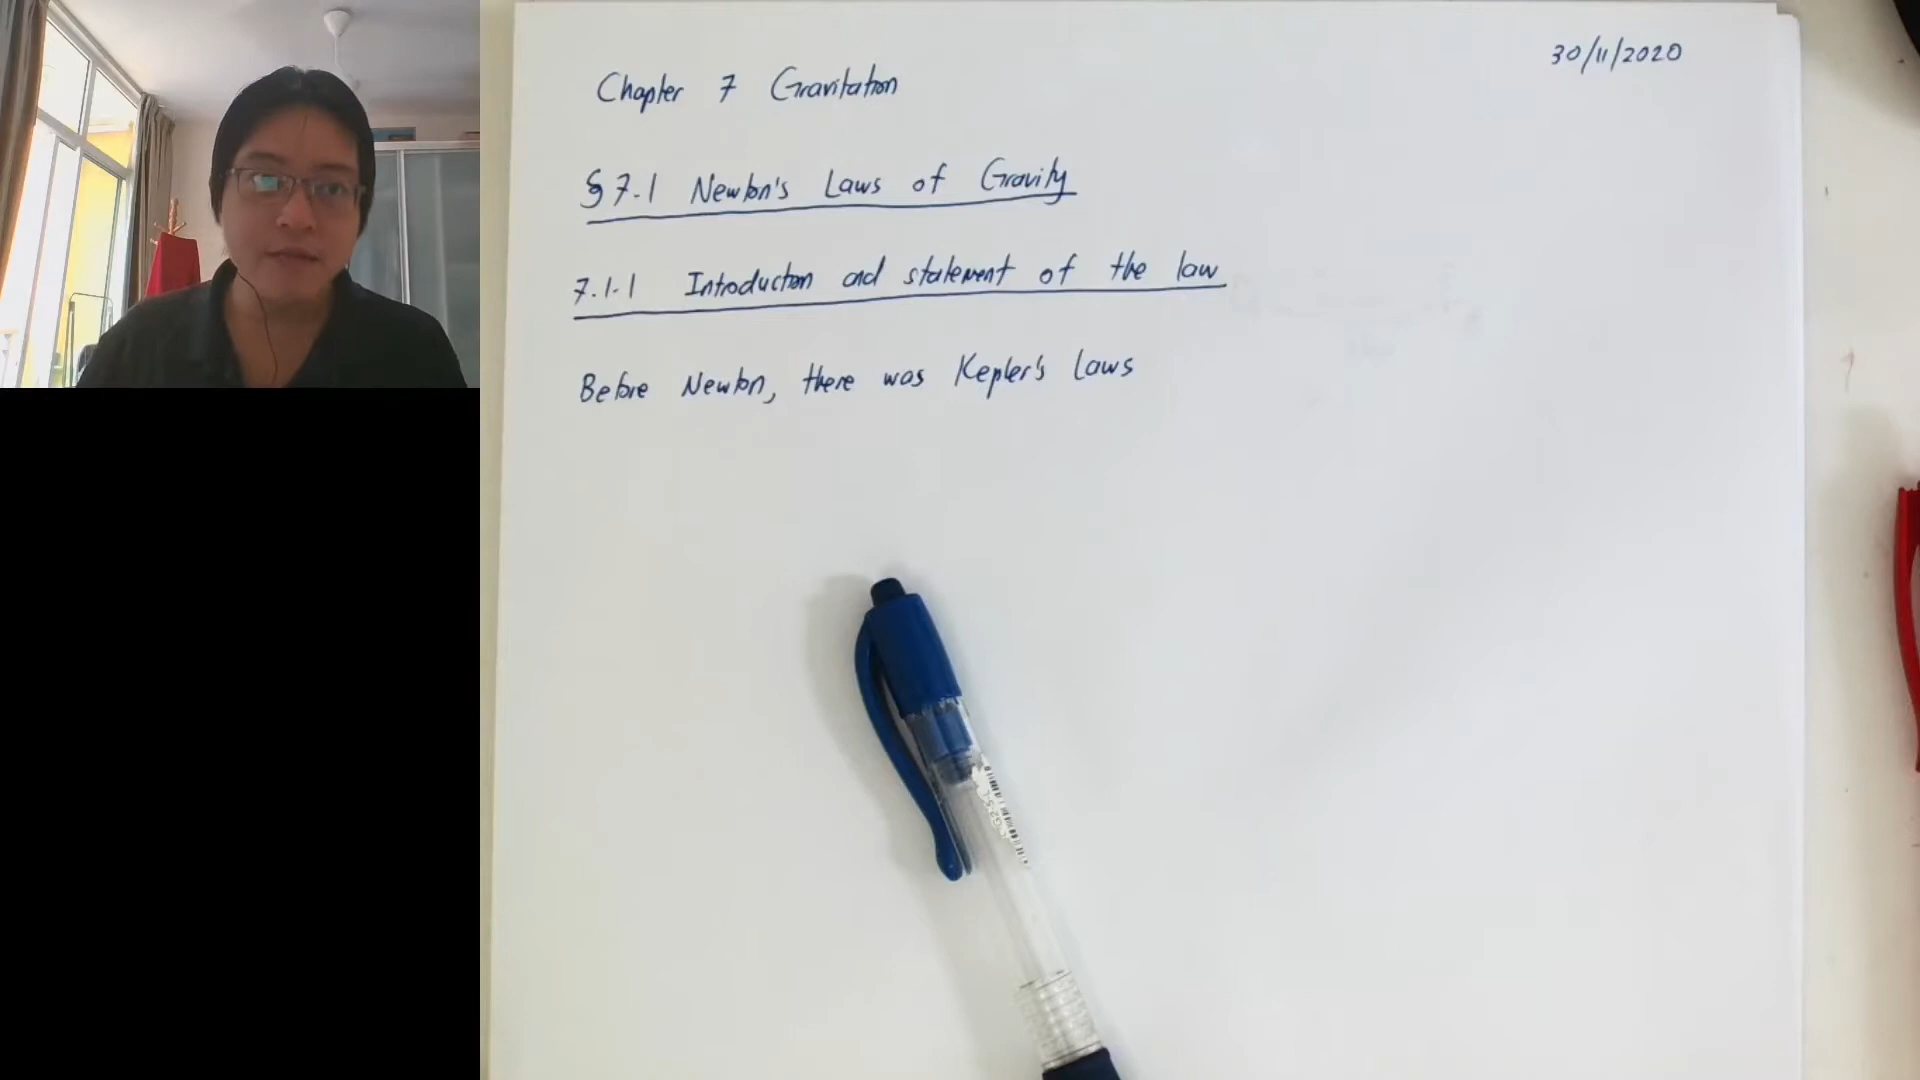 30/11/2020
Chapter 7 Gravitation
§ 7.1 Newton's Laws of Gravity
7.1.1 Introduction and statement of the law
Before Newton, there was Kepler's Laws